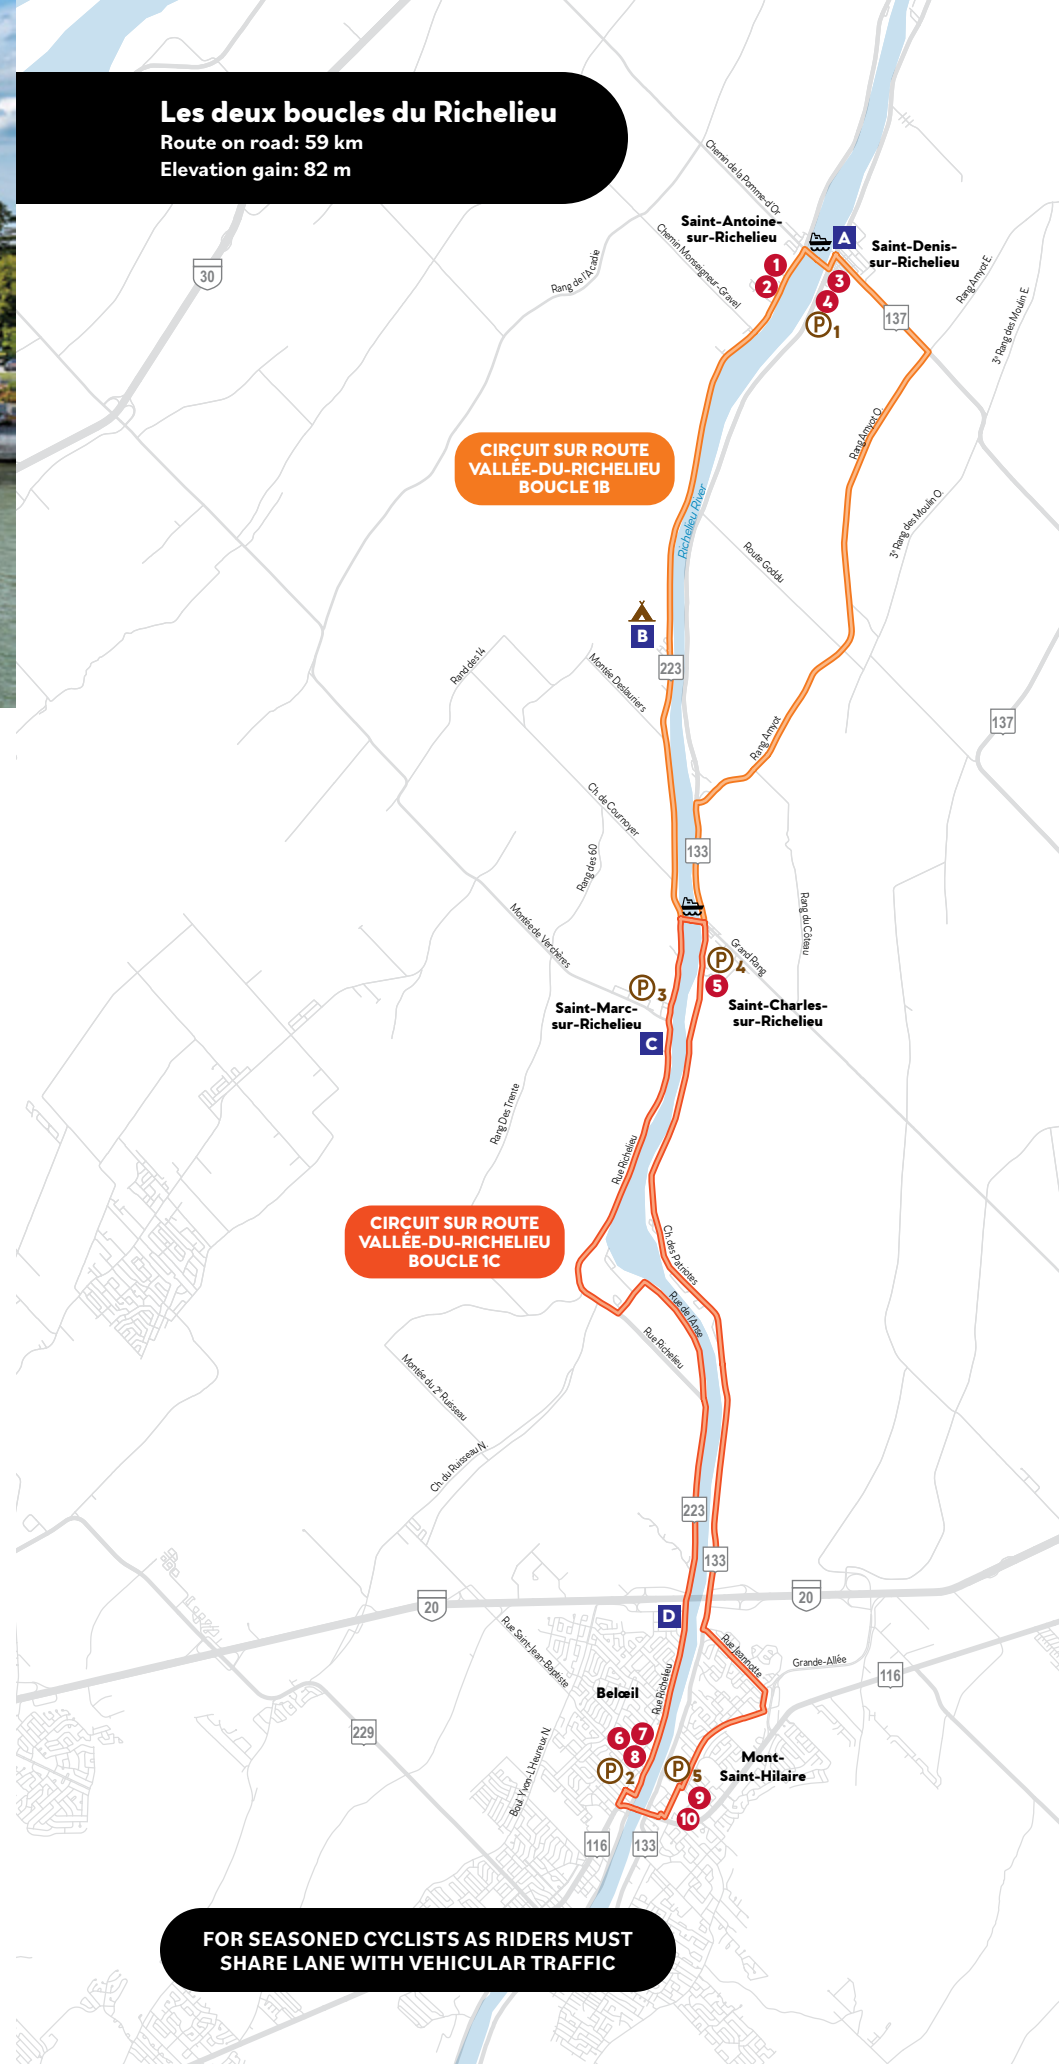 Les deux boucles du Richelieu
Route on road: 59 km
Elevation gain: 82 m
Chemin de la Pomme-d'Or
Saint-Antoine-
sur-Richelieu
A
Saint-Denis-
sur-Richelieu
Chemin Monseigneur-Gravel
1
2
3
4
P1
30
Rang de l'Acadie
137
Rang Amyot E.
3e Rang des Moulin E.
Rang Amyot O.
CIRCUIT SUR ROUTE
VALLÉE-DU-RICHELIEU
BOUCLE 1B
Richelieu River
3e Rang des Moulin O.
Route Goddu
B
223
Rand des 14
Montée Deslauriers
137
Rang Amyot
Ch. de Cournoyer
133
Rang des 60
Rang du Côteau
Montée de Verchères
Grand Rang
P4
P3
5
Saint-Marc-
sur-Richelieu
Saint-Charles-
sur-Richelieu
C
Rang Des Trente
Rue Richelieu
CIRCUIT SUR ROUTE
VALLÉE-DU-RICHELIEU
BOUCLE 1C
Ch. des Patriotes
Rue de l'Anse
Rue Richelieu
Montée du 2e Ruisseau
Ch. du Ruisseau N.
223
133
20
20
D
Rue Saint-Jean-Baptiste
Rue Jeannotte
Grande-Allée
116
Rue Richelieu
Belœil
229
6
7
8
P2
P5
Mont-
Saint-Hilaire
Boul. Yvon-L'Heureux N.
9
10
116
133
FOR SEASONED CYCLISTS AS RIDERS MUST
SHARE LANE WITH VEHICULAR TRAFFIC